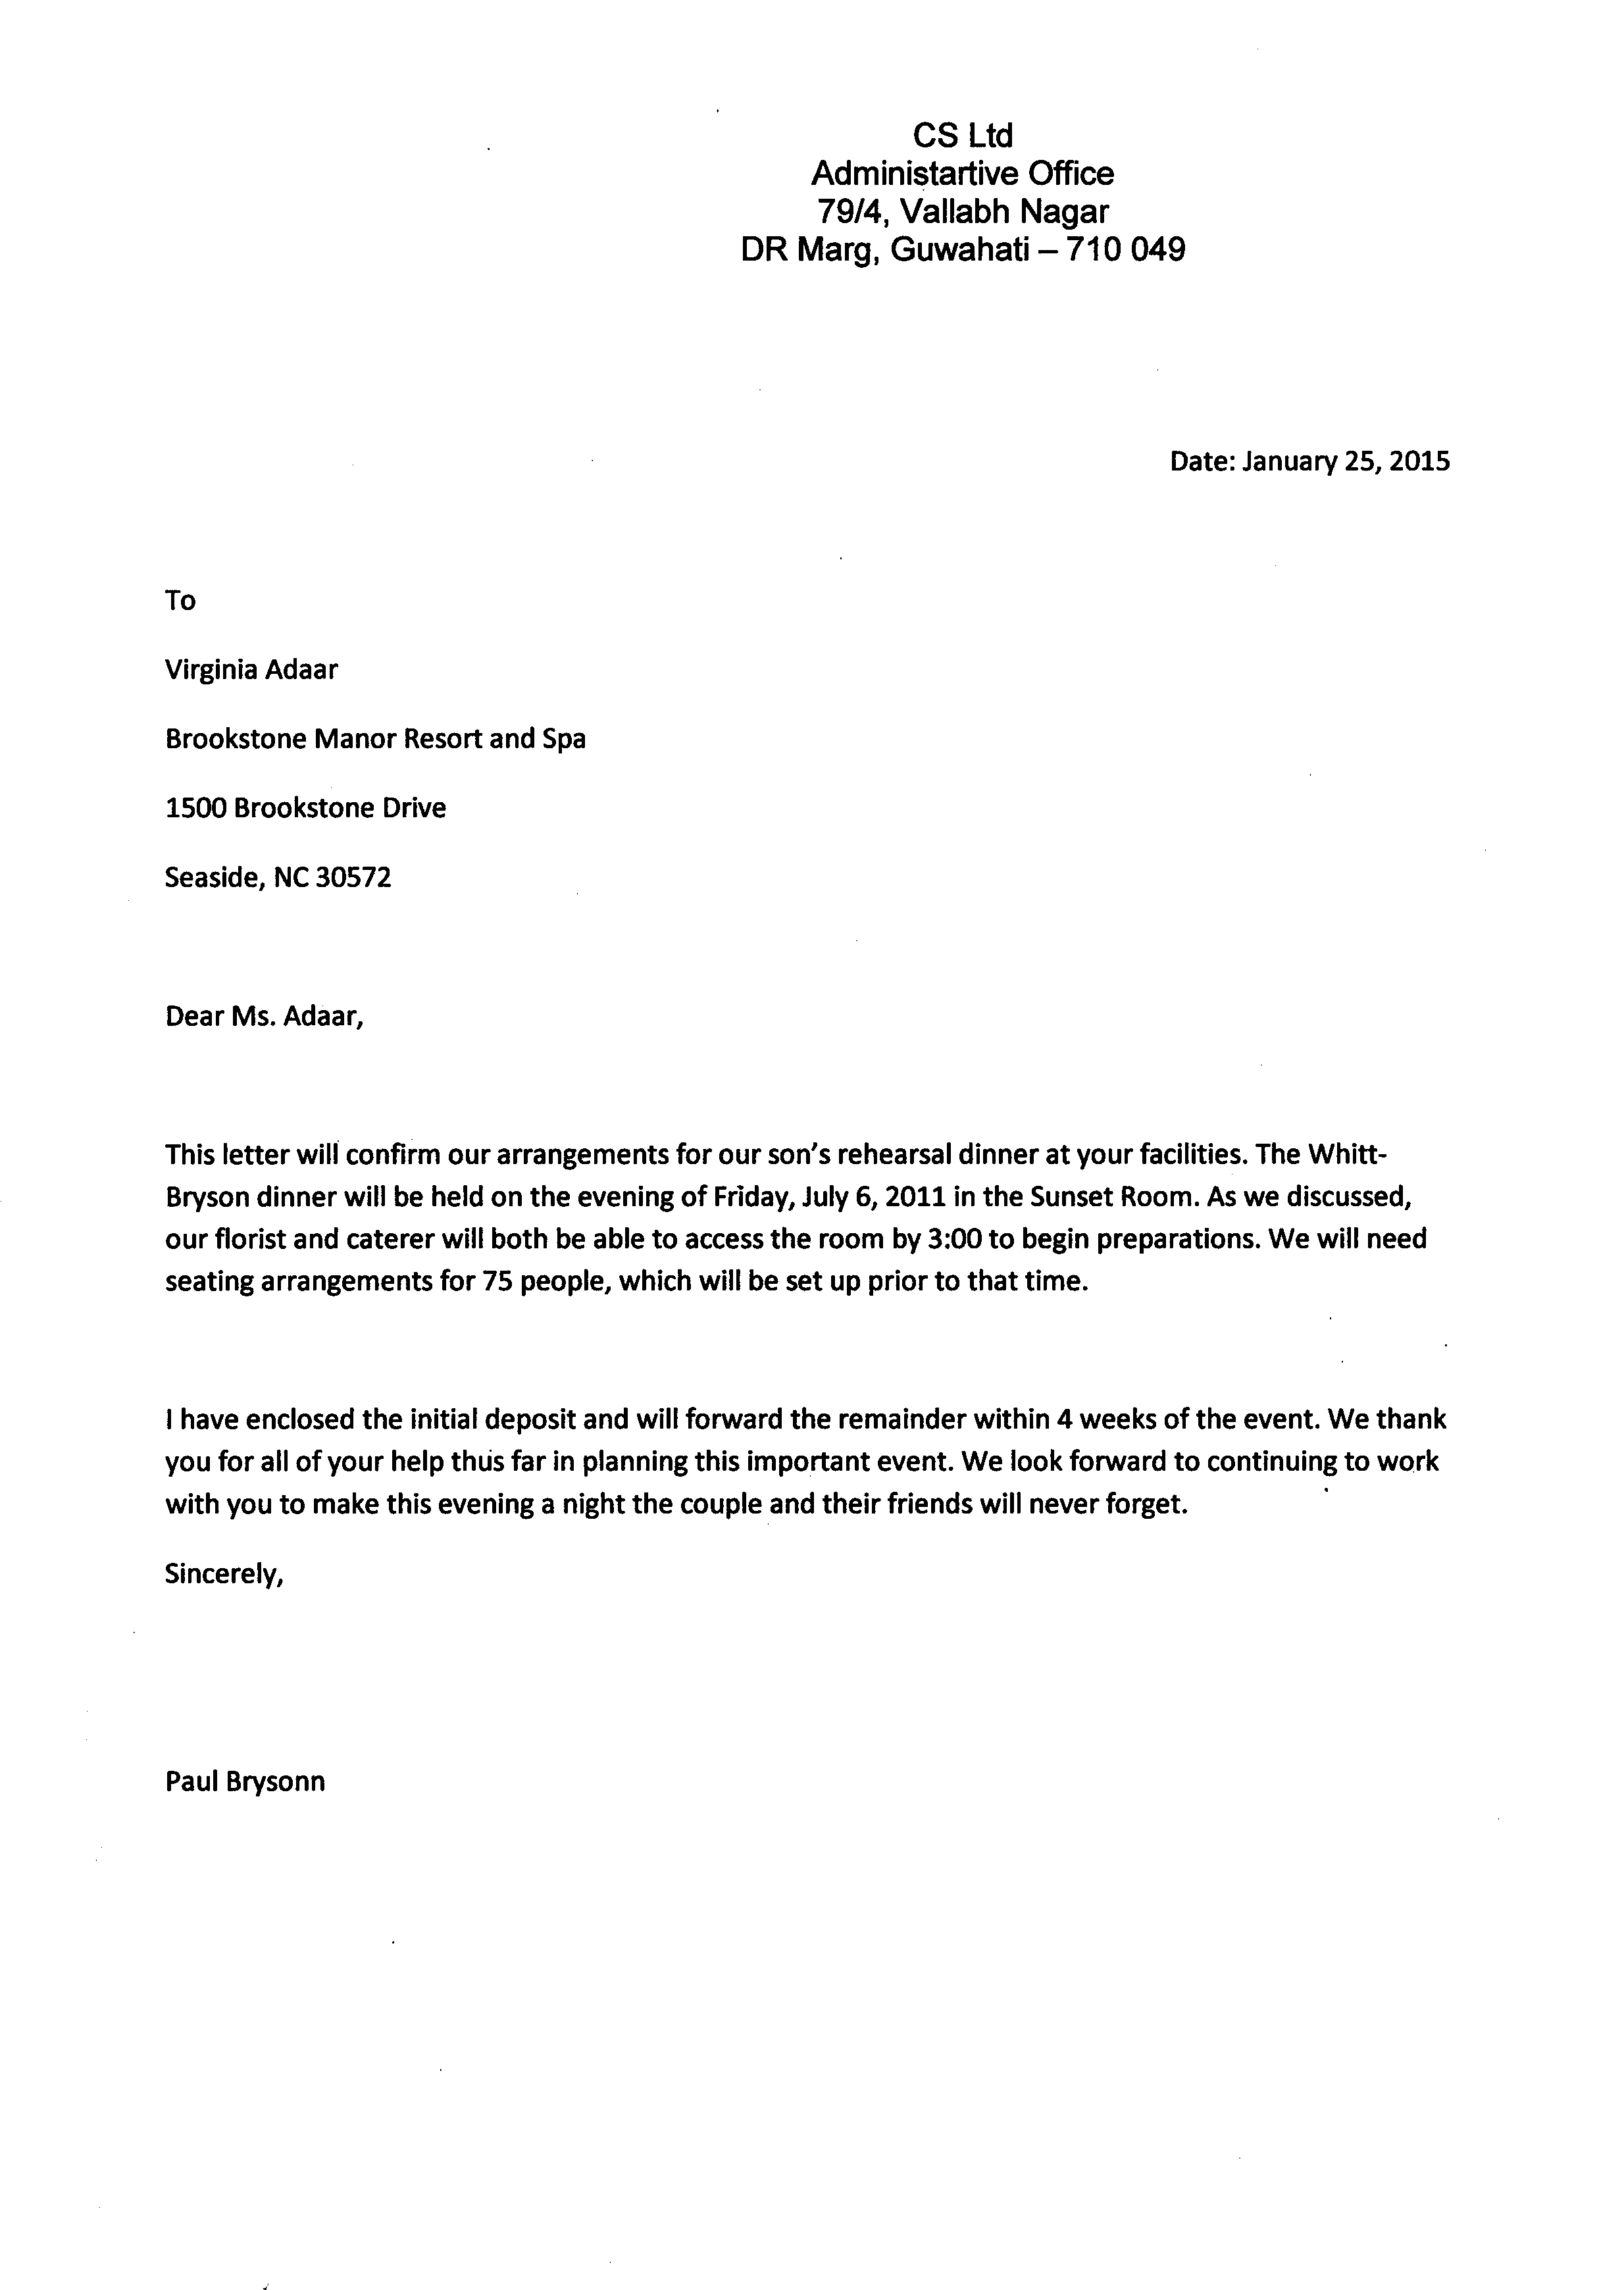 CS Ltd
Administartive Office
79/4, Vallabh Nagar
DR Marg, Guwahati – 710 049
Date: January 25, 2015
To
Virginia Adaar
Brookstone Manor Resort and Spa
1500 Brookstone Drive
Seaside, NC 30572
Dear Ms. Adaar,
This letter will confirm our arrangements for our son's rehearsal dinner at your facilities. The Whitt-
Bryson dinner will be held on the evening of Friday, July 6, 2011 in the Sunset Room. As we discussed,
our florist and caterer will both be able to access the room by 3:00 to begin preparations. We will need
seating arrangements for 75 people, which will be set up prior to that time.
I have enclosed the initial deposit and will forward the remainder within 4 weeks of the event. We thank
you for all of your help thus far in planning this important event. We look forward to continuing to work
with you to make this evening a night the couple and their friends will never forget.
Sincerely,
Paul Brysonn